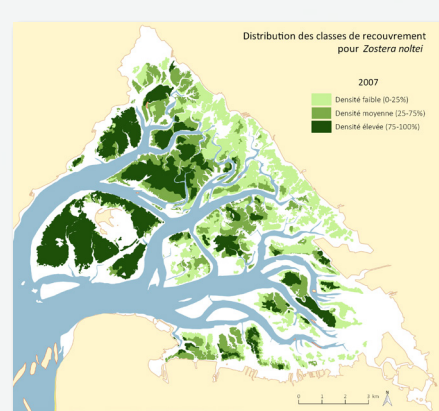 Distribution des classes de recouvrement
pour Zostera noltei
2007
Densité faible (0-25%)
Densité moyenne (25-75%)
Densité élevée (75-100%)
0 1 2 3 km
N